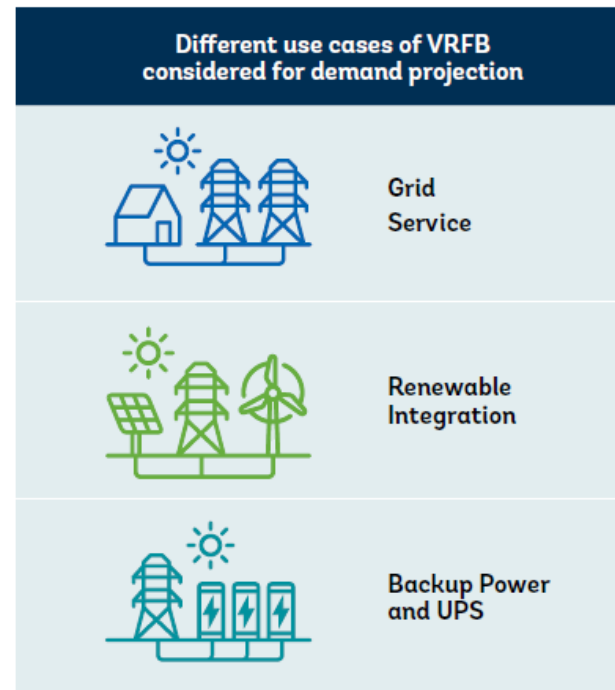 Different use cases of VRFB
considered for demand projection
Grid
Service
Renewable
Integration
Backup Power
and UPS